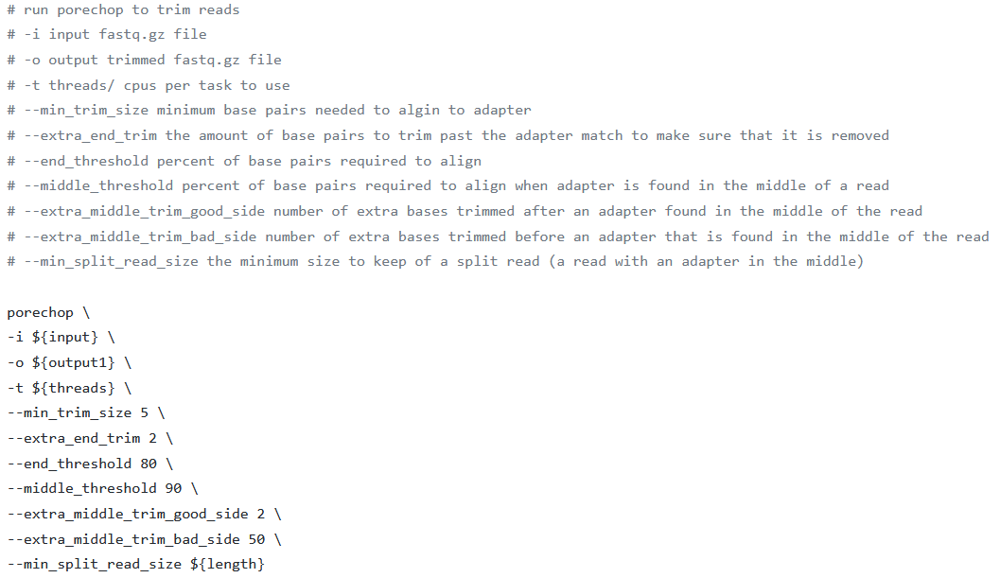 # run porechop to trim reads
# -i input fastq.gz file
# -o output trimmed fastq.gz file
# -t threads/ cpus per task to use
# --min_trim_size minimum base pairs needed to algin to adapter
# --extra_end_trim the amount of base pairs to trim past the adapter match to make sure that it is removed
# --end_threshold percent of base pairs required to align
# --middle_threshold percent of base pairs required to align when adapter is found in the middle of a read
# --extra_middle_trim_good_side number of extra bases trimmed after an adapter found in the middle of the read
# --extra_middle_trim_bad_side number of extra bases trimmed before an adapter that is found in the middle of the read
# --min_split_read_size the minimum size to keep of a split read (a read with an adapter in the middle)
porechop \
-i ${input} \
-o ${output1} \
-t ${threads} \
--min_trim_size 5 \
--extra_end_trim 2 \
--end_threshold 80 \
--middle_threshold 90 \
--extra_middle_trim_good_side 2 \
--extra_middle_trim_bad_side 50 \
--min_split_read_size ${length}